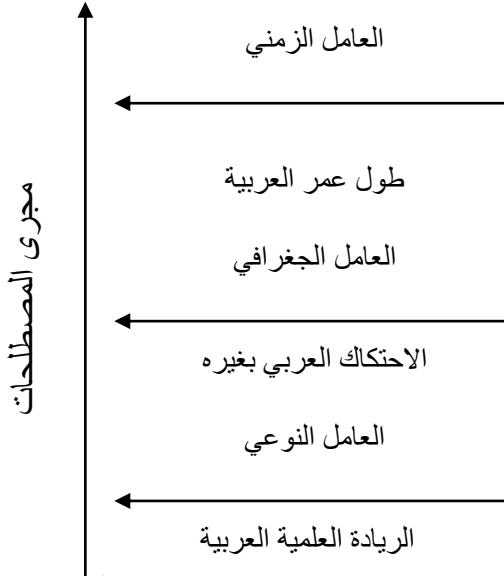 العامل الزمني
طول عمر العربية
العامل الجغرافي
الاحتكاك العربي بغيره
العامل النوعي
الريادة العلمية العربية
مجرى المصطلحات